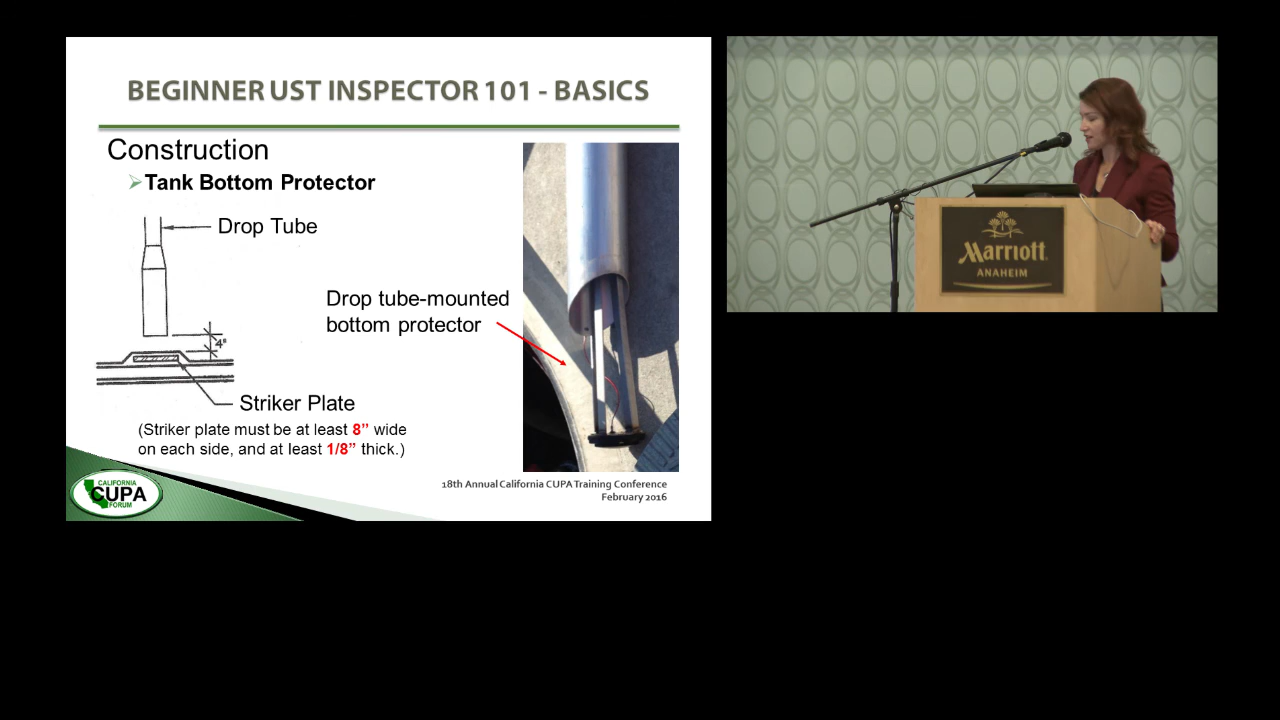 BEGINNER UST INSPECTOR 101 - BASICS
Construction
Tank Bottom Protector
Drop Tube
Drop tube-mounted
bottom protector
4"
Striker Plate
(Striker plate must be at least 8” wide
on each side, and at least 1/8” thick.)
CALIFORNIA
CUPA
FORUM
18th Annual California CUPA Training Conference
February 2016
Marriott
ANAHEIM